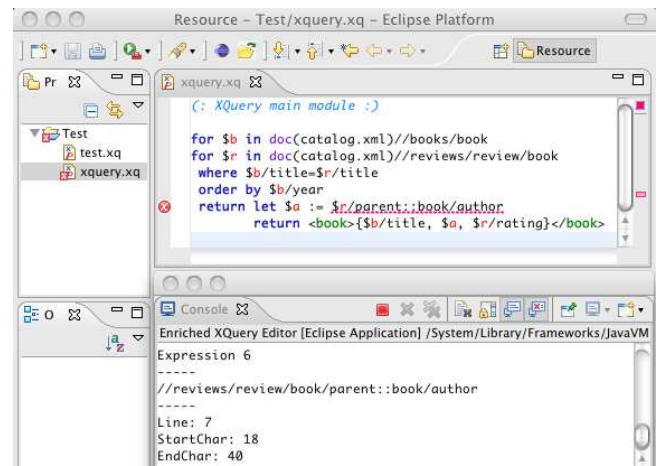 Resource – Test/xquery.xq – Eclipse Platform
Resource
Pr
xquery.xq
Test
test.xq
xquery.xq
(: XQuery main module :)
for $b in doc(catalog.xml)//books/book
for $r in doc(catalog.xml)//reviews/review/book
where $b/title=$r/title
order by $b/year
return let $a := $r/parent::book/author
return <book>{$b/title, $a, $r/rating}</book>
O
Console
Enriched XQuery Editor [Eclipse Application] /System/Library/Frameworks/JavaVM
Expression 6
-----
//reviews/review/book/parent::book/author
-----
Line: 7
StartChar: 18
EndChar: 40